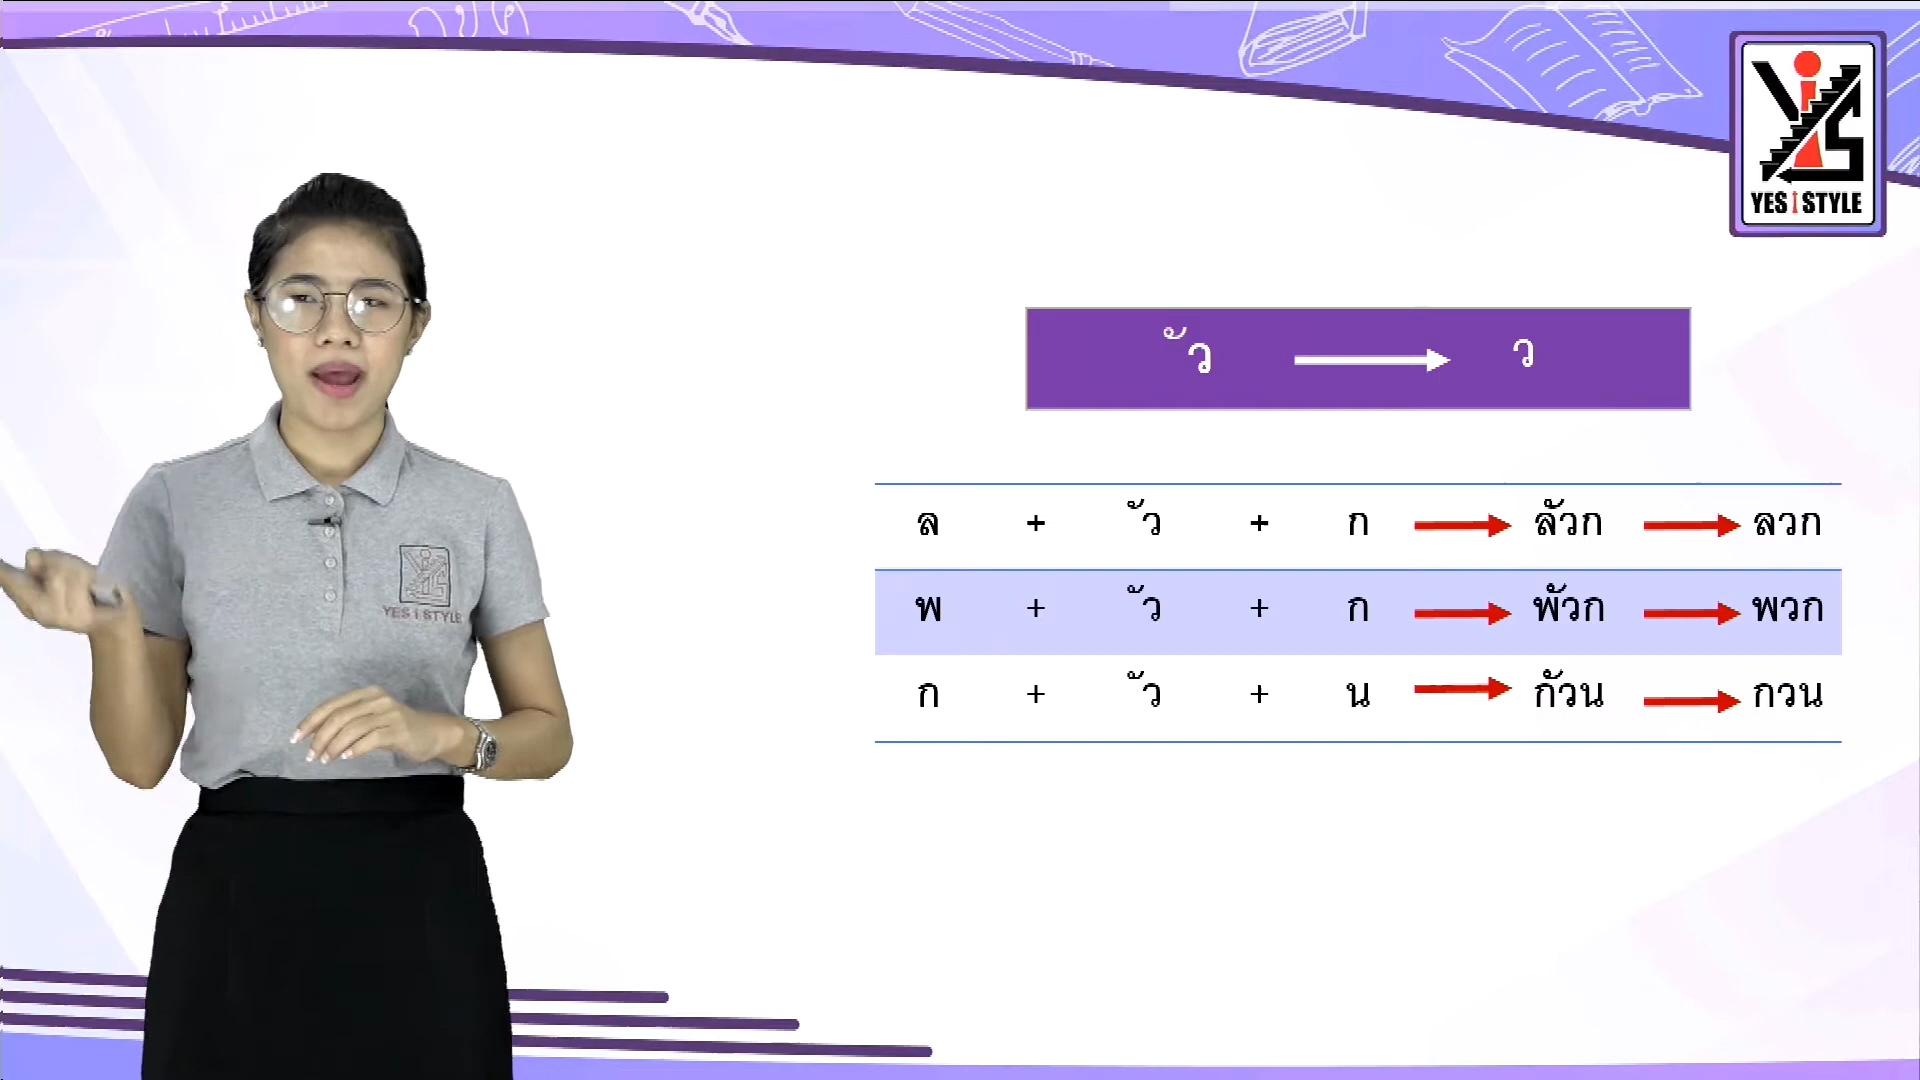 YES i STYLE
ัว ว
ล + ัว + ก ลัวก ลวก
พ + ัว + ก พัวก พวก
ก + ัว + น กัวน กวน
YES i STYLE